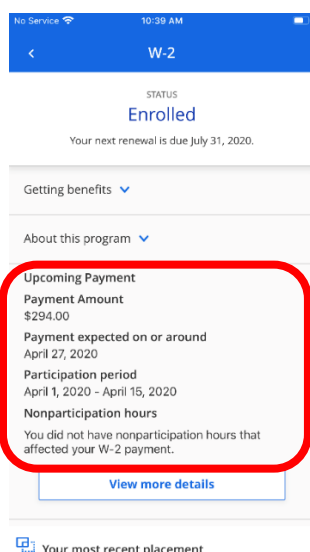 No Service 10:39 AM
W-2
STATUS
Enrolled
Your next renewal is due July 31, 2020.
Getting benefits
About this program
Upcoming Payment
Payment Amount
$294.00
Payment expected on or around
April 27, 2020
Participation period
April 1, 2020 - April 15, 2020
Nonparticipation hours
You did not have nonparticipation hours that
affected your W-2 payment.
View more details
Your most recent placement